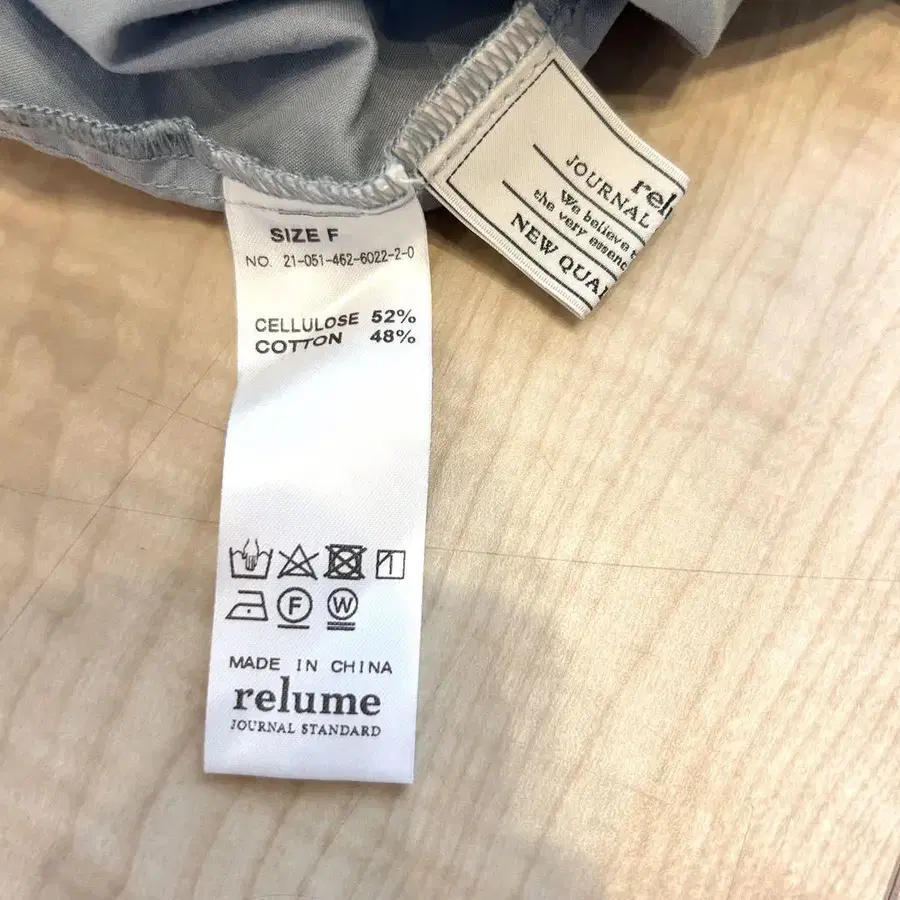 SIZE F
NO. 21-051-462-6022-2-0
CELLULOSE 52%
COTTON 48%
F W
MADE IN CHINA
relume
JOURNAL STANDARD
rel
JOURNAL
We believe
the very essenc
NEW QUA